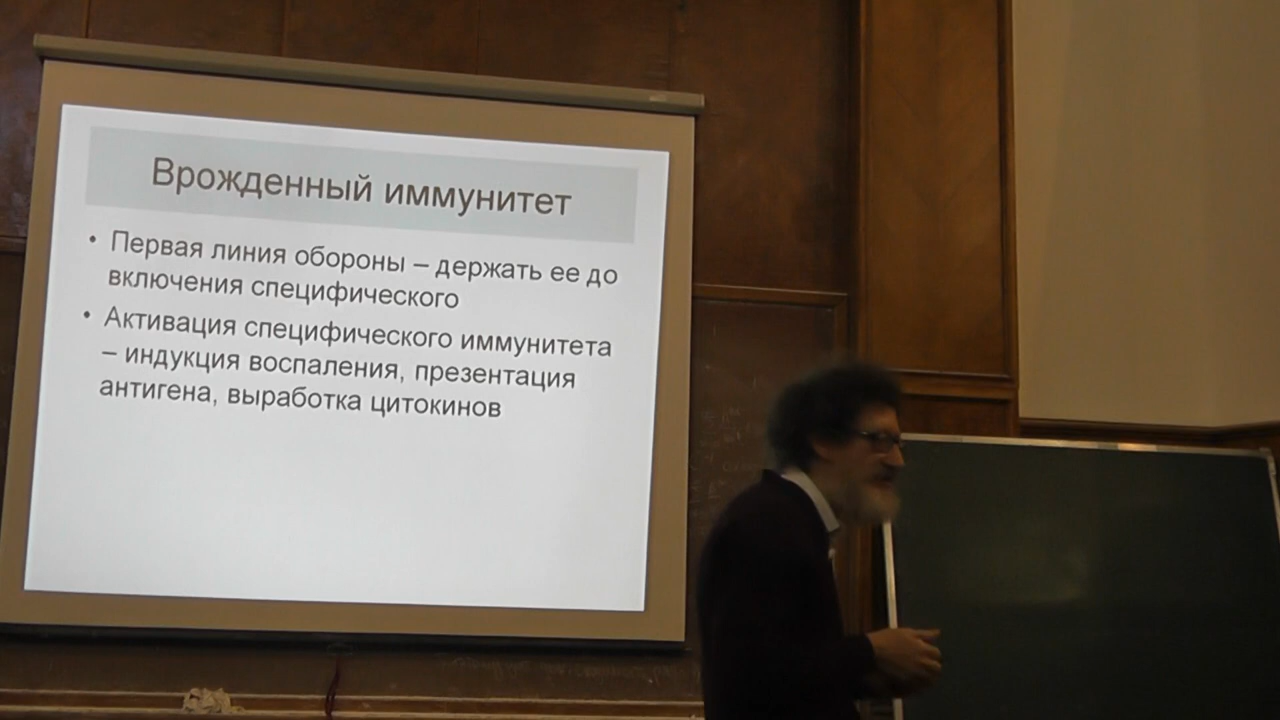 Врожденный иммунитет
• Первая линия обороны – держать ее до
включения специфического
• Активация специфического иммунитета
– индукция воспаления, презентация
антигена, выработка цитокинов